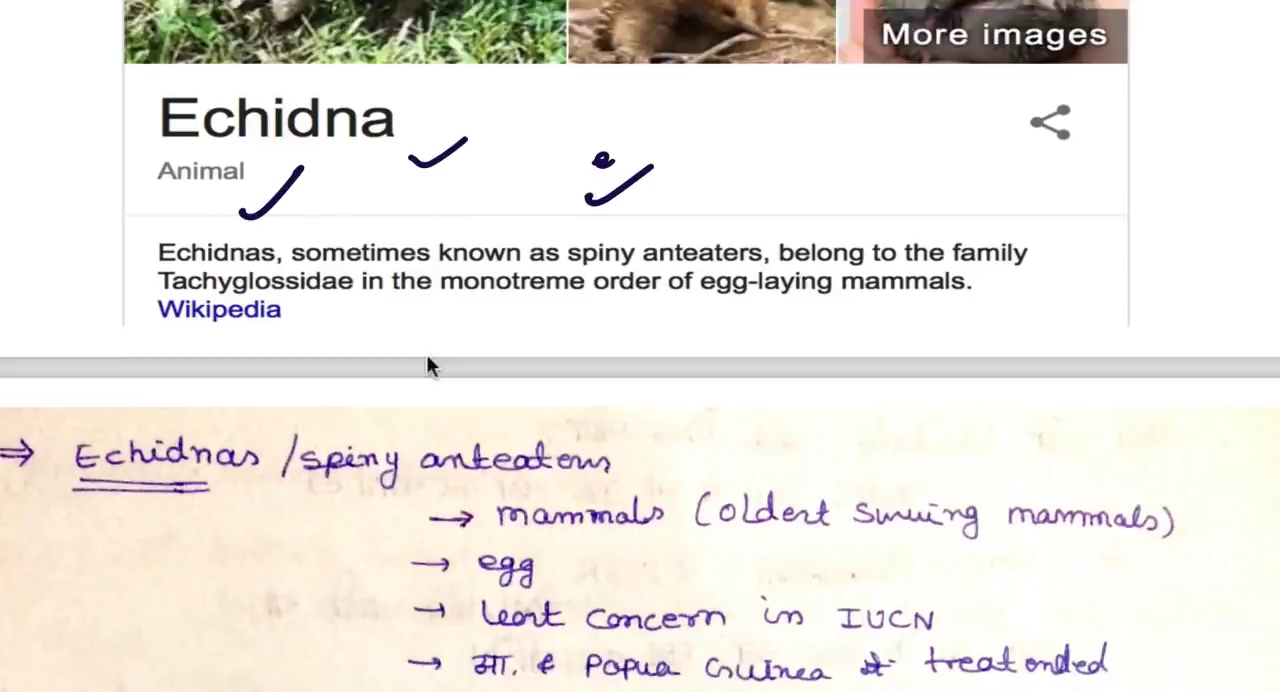 More images
Echidna
Animal
Echidnas, sometimes known as spiny anteaters, belong to the family
Tachyglossidae in the monotreme order of egg-laying mammals.
Wikipedia
⇒ Echidnas / spiny anteaters
→ mammals (oldest surviving mammals)
→ egg
→ least concern in IUCN
→ & Papua Guinea